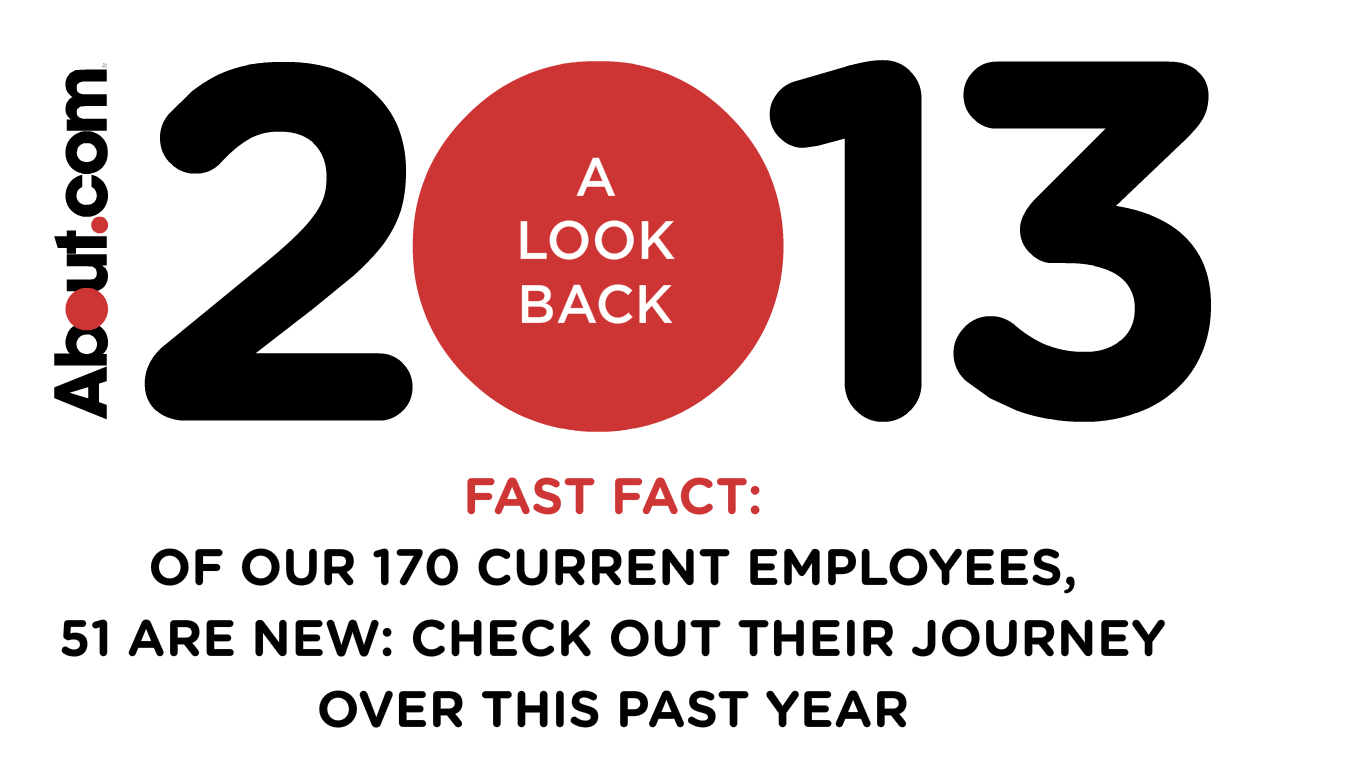 About.com
2013
A
LOOK
BACK
FAST FACT:
OF OUR 170 CURRENT EMPLOYEES,
51 ARE NEW: CHECK OUT THEIR JOURNEY
OVER THIS PAST YEAR